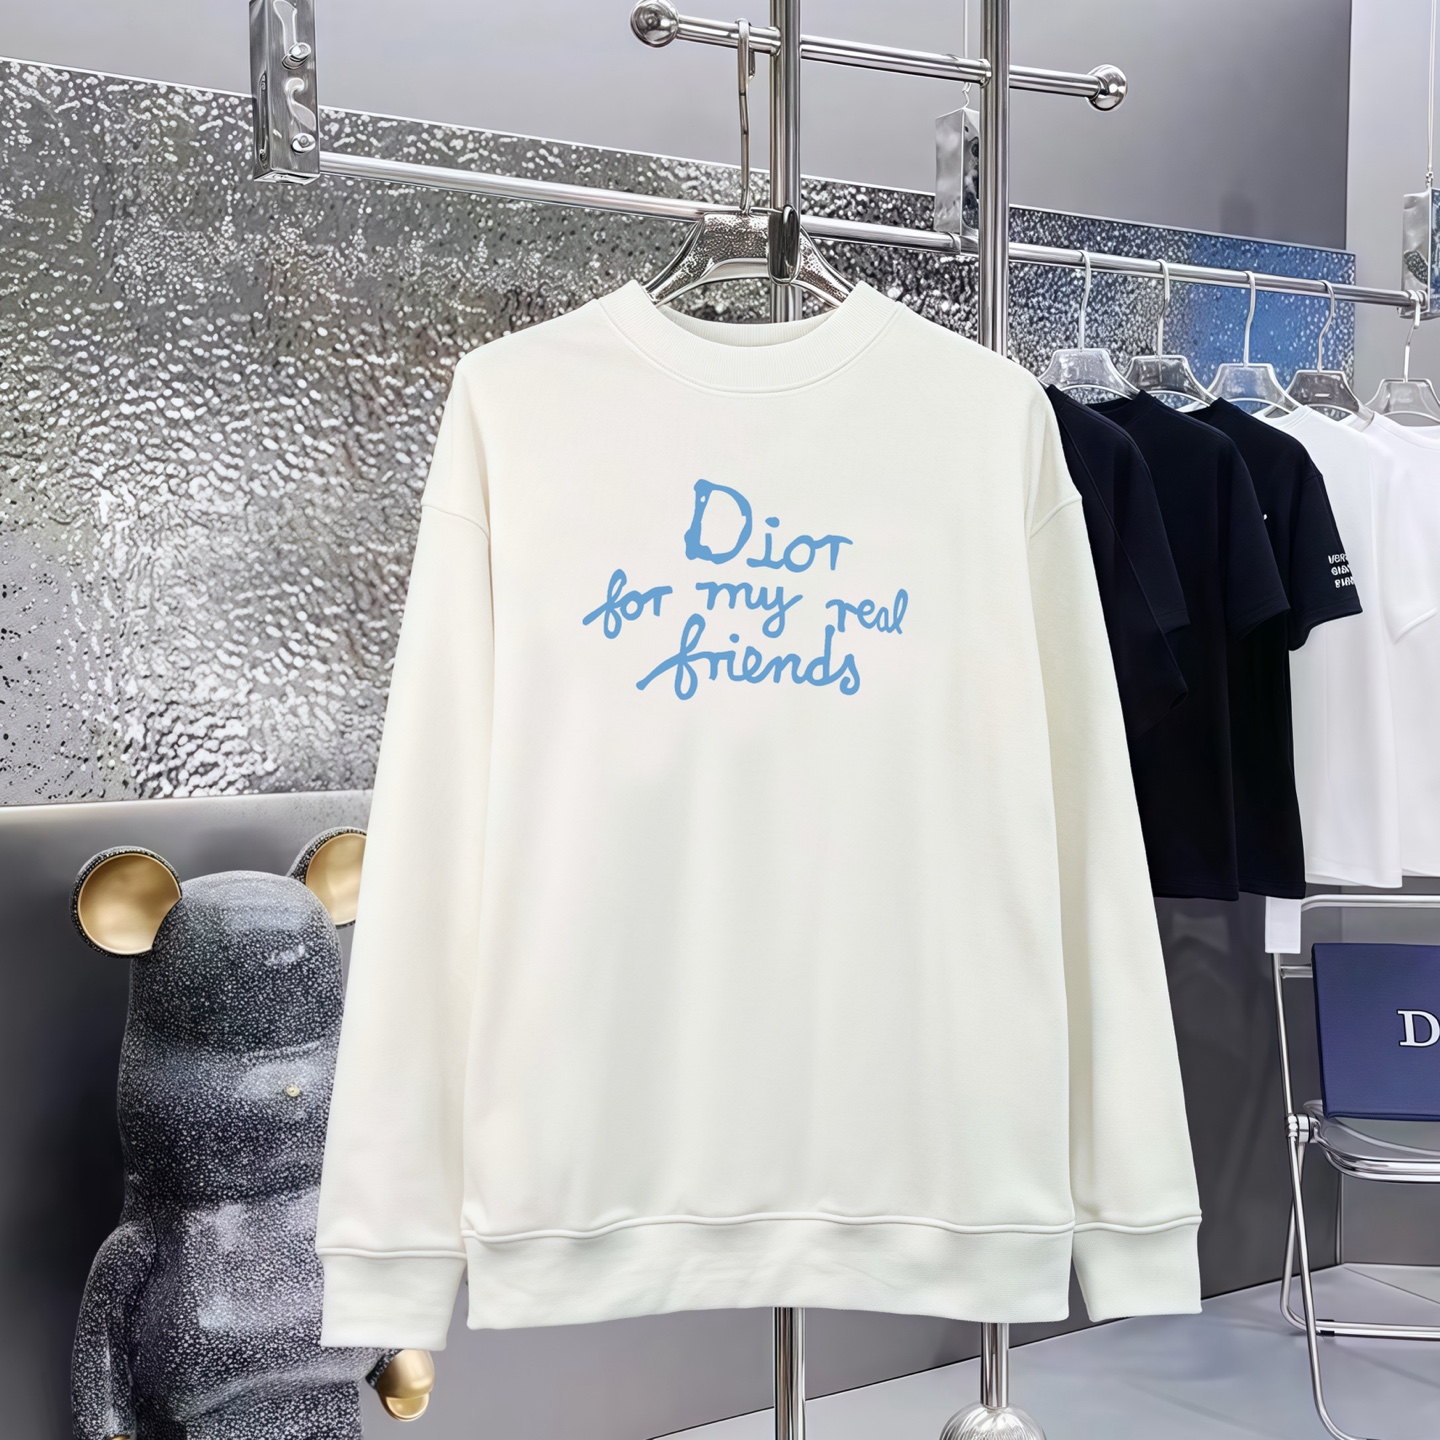 Dior
for my real
friends
D